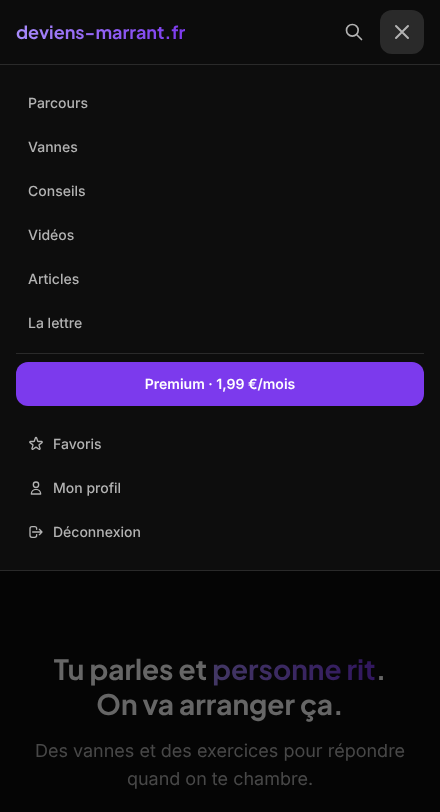 deviens-marrant.fr
Parcours
Vannes
Conseils
Vidéos
Articles
La lettre
Premium · 1,99 €/mois
Favoris
Mon profil
Déconnexion
Tu parles et personne rit.
On va arranger ça.
Des vannes et des exercices pour répondre
quand on te chambre.